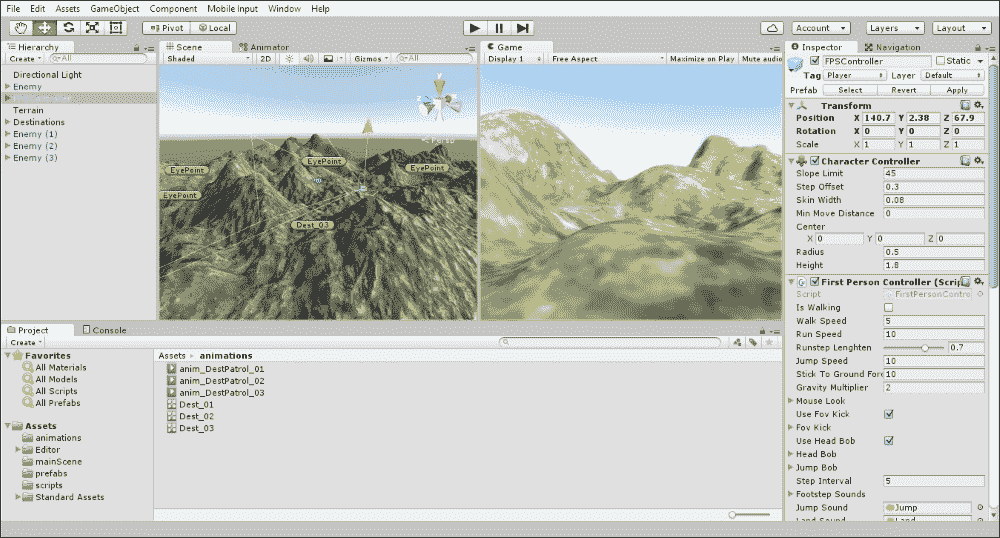 File Edit Assets GameObject Component Mobile Input Window Help
Pivot Local Account Layers Layout
Hierarchy
Create All
Directional Light
Enemy
Terrain
Destinations
Enemy (1)
Enemy (2)
Enemy (3)
Scene Animator
Shaded 2D Gizmos All
Persp
EyePoint
EyePoint
EyePoint
Dest_03
Game
Display 1 Free Aspect Maximize on Play Mute audio
Inspector Navigation
FPSController Static
Tag Player Layer Default
Prefab Select Revert Apply
Transform
Position X 140.7 Y 2.38 Z 67.9
Rotation X 0 Y 0 Z 0
Scale X 1 Y 1 Z 1
Character Controller
Slope Limit 45
Step Offset 0.3
Skin Width 0.08
Min Move Distance 0
Center
X 0 Y 0 Z 0
Radius 0.5
Height 1.8
First Person Controller (Scrip
Script FirstPersonContro
Is Walking
Walk Speed 5
Run Speed 10
Runstep Lenghten 0.7
Jump Speed 10
Stick To Ground Forc 10
Gravity Multiplier 2
Mouse Look
Use Fov Kick
Fov Kick
Use Head Bob
Head Bob
Jump Bob
Step Interval 5
Footstep Sounds
Jump Sound Jump
Land Sound Land
Project Console
Create
Favorites
All Materials
All Models
All Scripts
All Prefabs
Assets
animations
Editor
mainScene
prefabs
scripts
Standard Assets
Assets animations
anim_DestPatrol_01
anim_DestPatrol_02
anim_DestPatrol_03
Dest_01
Dest_02
Dest_03